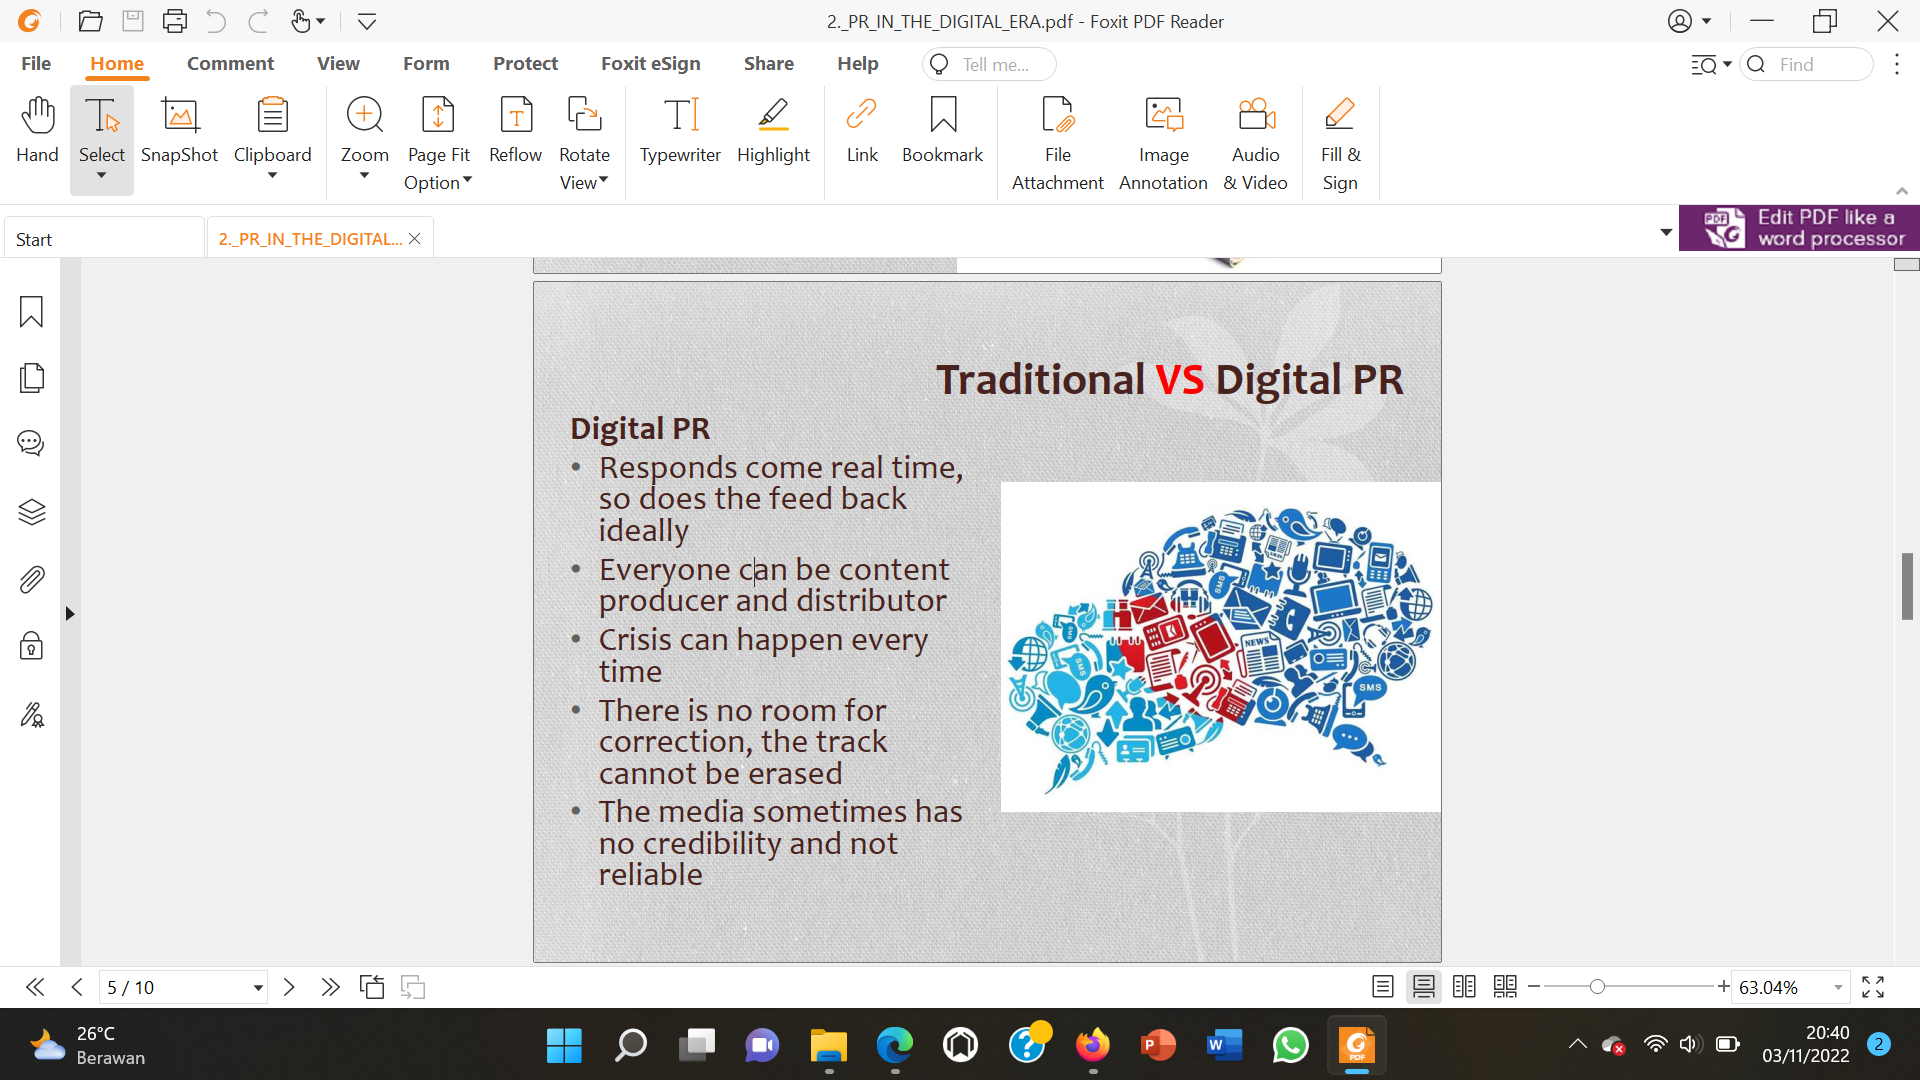 2._PR_IN_THE_DIGITAL_ERA.pdf - Foxit PDF Reader
File Home Comment View Form Protect Foxit eSign Share Help Tell me... Find
Hand Select SnapShot Clipboard Zoom Page Fit Option Reflow Rotate View Typewriter Highlight Link Bookmark File Attachment Image Annotation Audio & Video Fill & Sign
Start 2._PR_IN_THE_DIGITAL...
Edit PDF like a
word processor
Traditional VS Digital PR
Digital PR
• Responds come real time,
so does the feed back
ideally
• Everyone can be content
producer and distributor
• Crisis can happen every
time
• There is no room for
correction, the track
cannot be erased
• The media sometimes has
no credibility and not
reliable
SMS
SMS
SMS
NEWS
SMS
5 / 10
63.04%
26°C
Berawan
20:40
03/11/2022
2